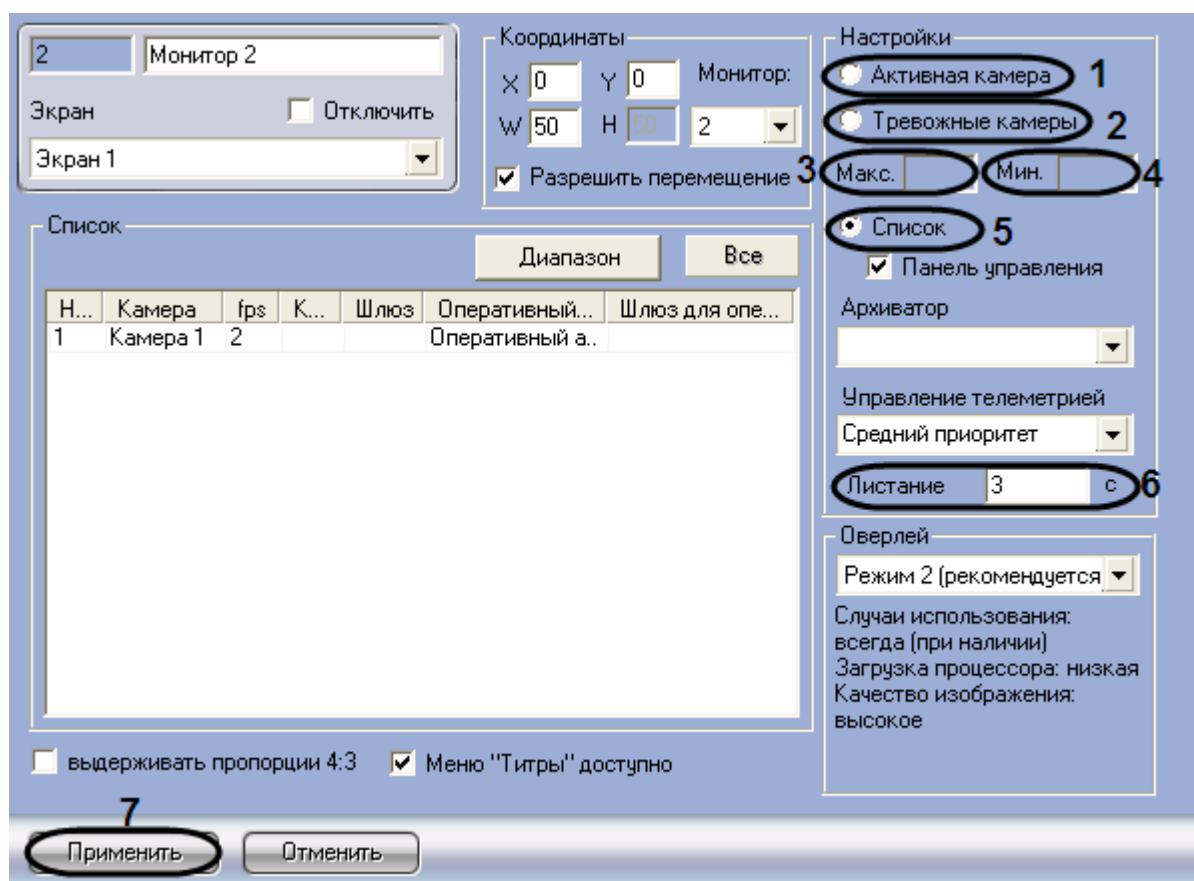 2 Монитор 2
Экран Отключить
Экран 1
Координаты
X 0 Y 0 Монитор:
W 50 H 50 2
Разрешить перемещение
Настройки
Активная камера 1
Тревожные камеры 2
3 Макс. Мин. 4
Список 5
Панель управления
Архиватор
Управление телеметрией
Средний приоритет
Листание 3 с 6
Список
Диапазон Все
Н... Камера fps К... Шлюз Оперативный... Шлюз для опе...
1 Камера 1 2 Оперативный а..
Оверлей
Режим 2 (рекомендуется
Случаи использования:
всегда (при наличии)
Загрузка процессора: низкая
Качество изображения:
высокое
выдерживать пропорции 4:3 Меню "Титры" доступно
7
Применить Отменить